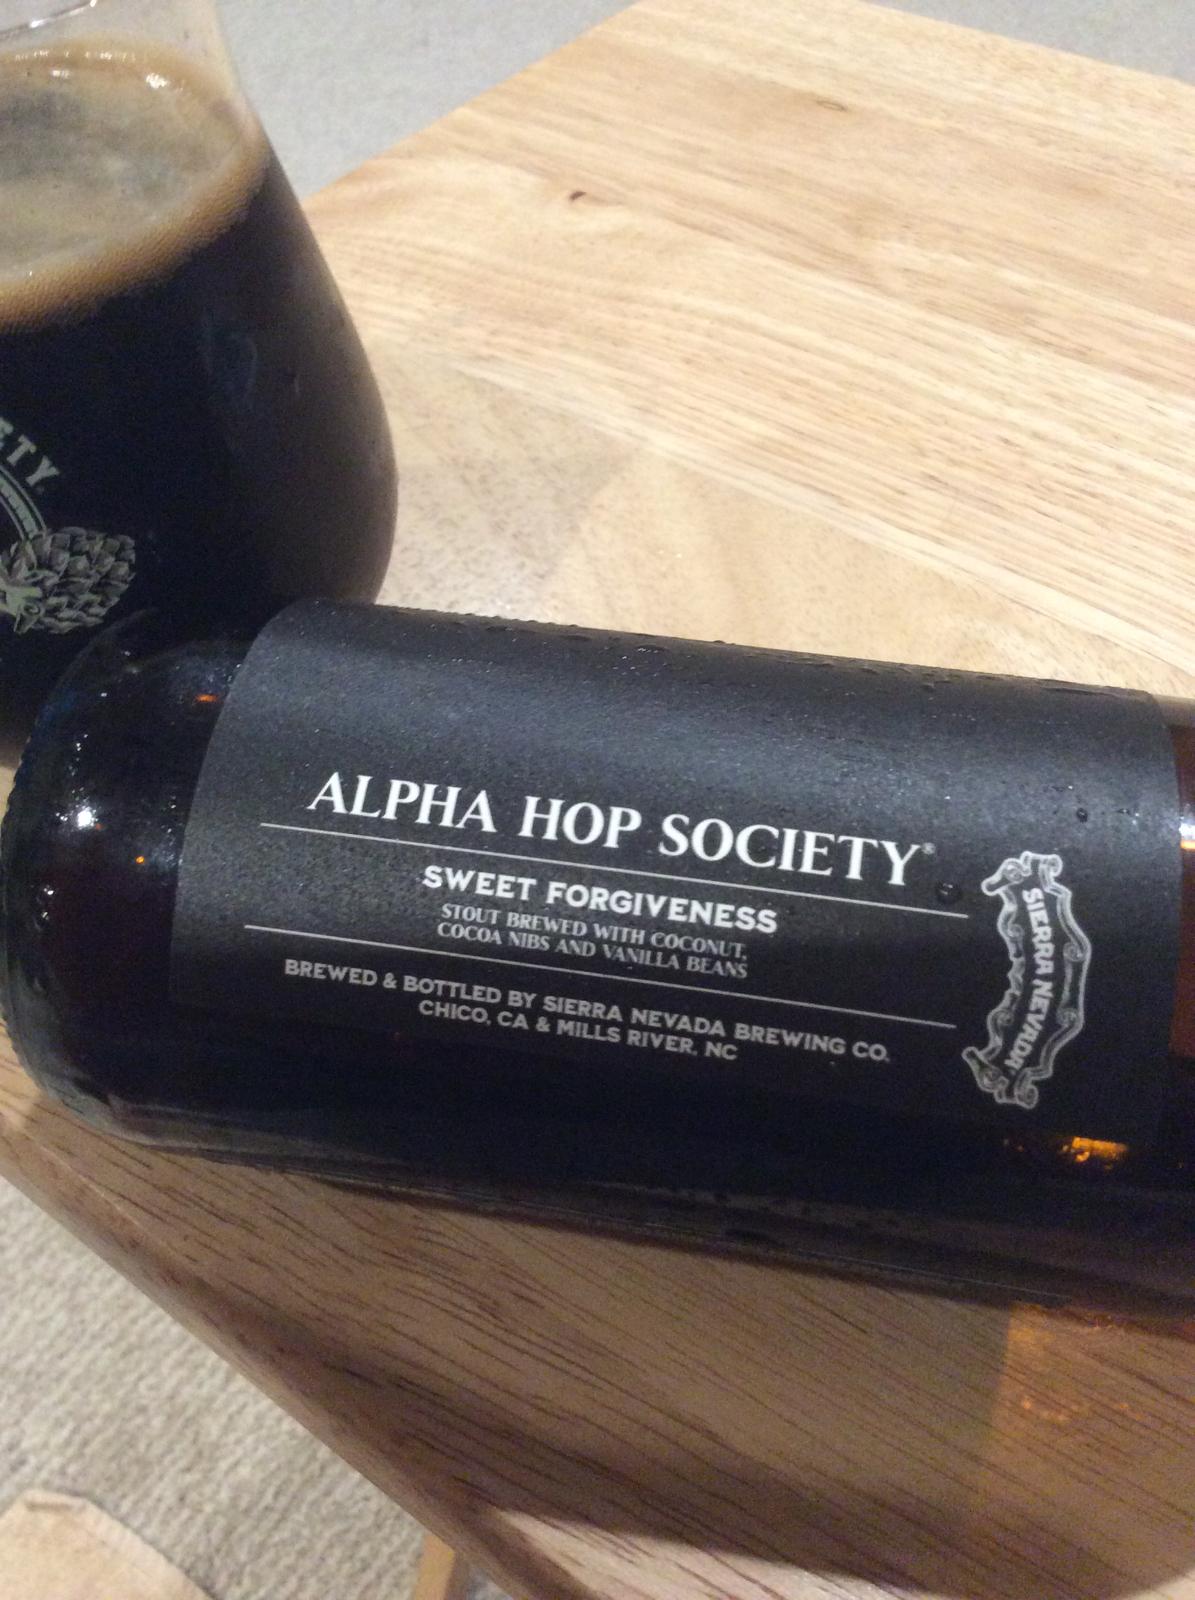 ETY
ALPHA HOP SOCIETY®
SWEET FORGIVENESS
STOUT BREWED WITH COCONUT,
COCOA NIBS AND VANILLA BEANS
BREWED & BOTTLED BY SIERRA NEVADA BREWING CO.
CHICO, CA & MILLS RIVER, NC
SIERRA NEVADA